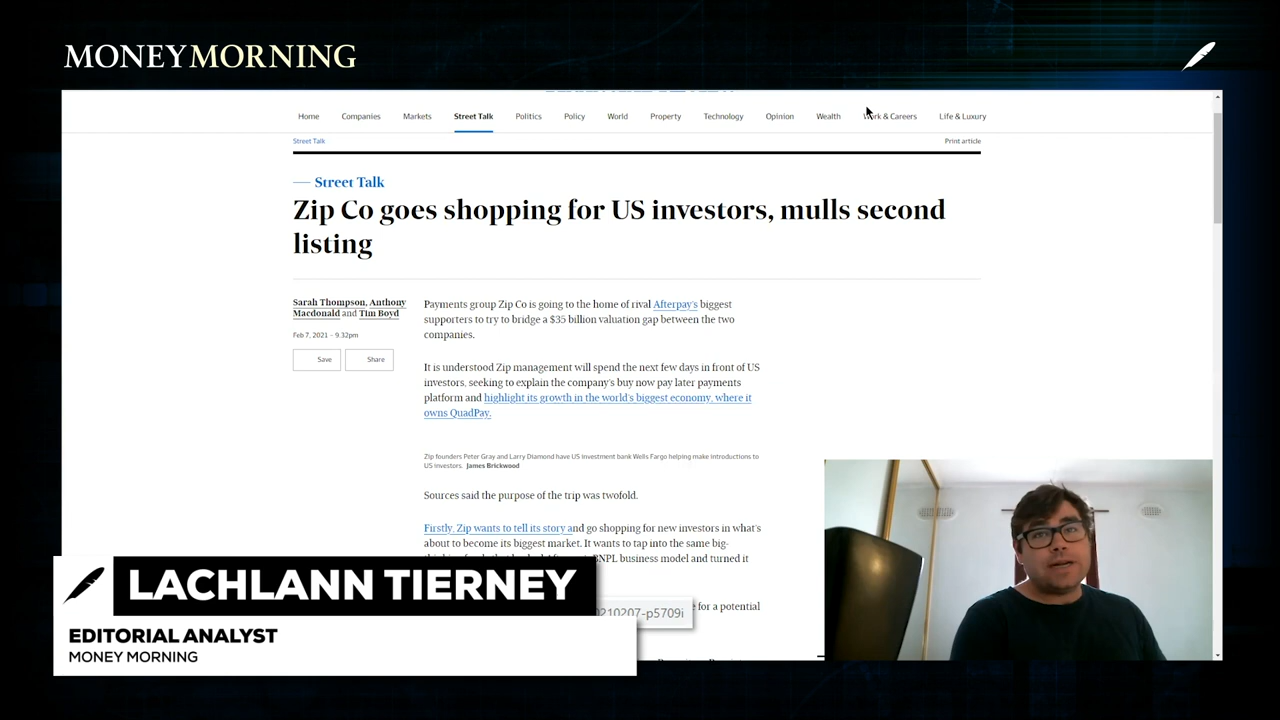 MONEYMORNING
Home Companies Markets Street Talk Politics Policy World Property Technology Opinion Wealth Work & Careers Life & Luxury
Street Talk
Print article
Street Talk
Zip Co goes shopping for US investors, mulls second
listing
Sarah Thompson, Anthony
Macdonald and Tim Boyd
Feb 7, 2021 – 9.32pm
Save Share
Payments group Zip Co is going to the home of rival Afterpay's biggest
supporters to try to bridge a $35 billion valuation gap between the two
companies.
It is understood Zip management will spend the next few days in front of US
investors, seeking to explain the company's buy now pay later payments
platform and highlight its growth in the world's biggest economy, where it
owns QuadPay.
Zip founders Peter Gray and Larry Diamond have US investment bank Wells Fargo helping make introductions to
US investors. James Brickwood
Sources said the purpose of the trip was twofold.
Firstly, Zip wants to tell its story and go shopping for new investors in what's
about to become its biggest market. It wants to tap into the same big-
BNPL business model and turned it
for a potential
0210207-p5709i
LACHLANN TIERNEY
EDITORIAL ANALYST
MONEY MORNING